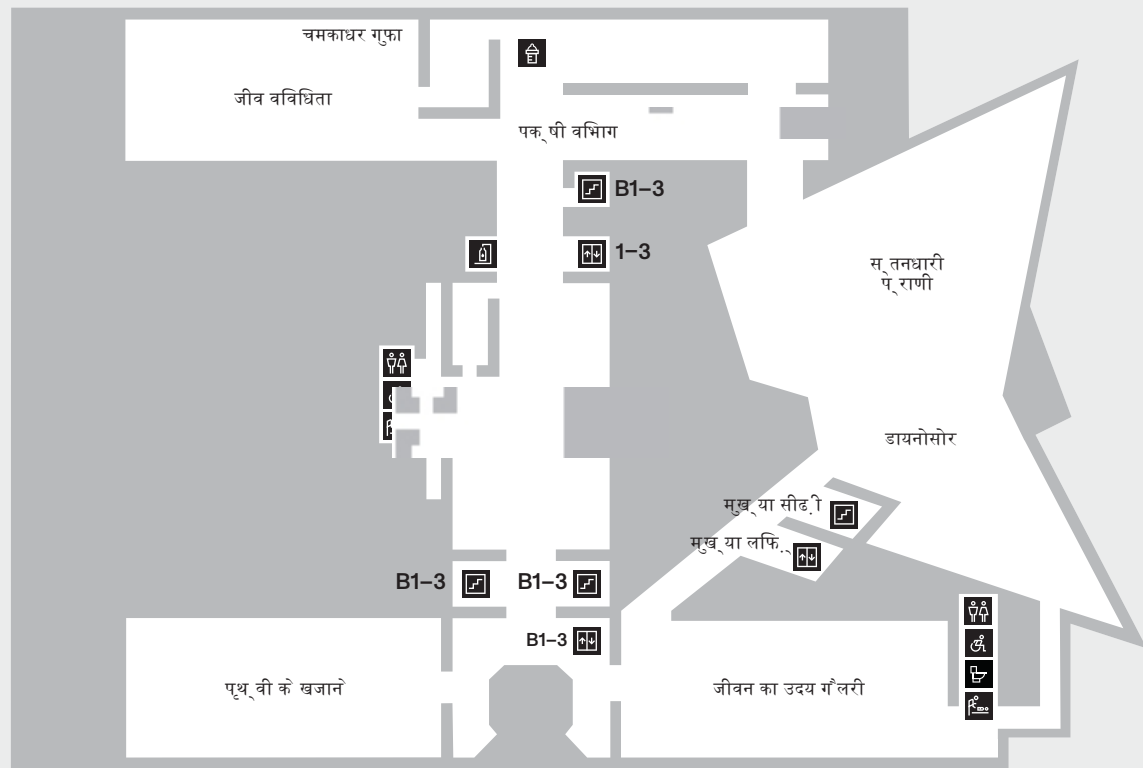 चमकाधर गुफा
जीव वविधिता
पक्‌षी वभिाग
B1–3
1–3
स्‌तनधारी
प्‌राणी
डायनोसोर
मुख्‌या सीढ़ी
मुख्‌या लफि्‌
B1–3
B1–3
B1–3
पृथ्‌वी के खजाने
जीवन का उदय गैलरी